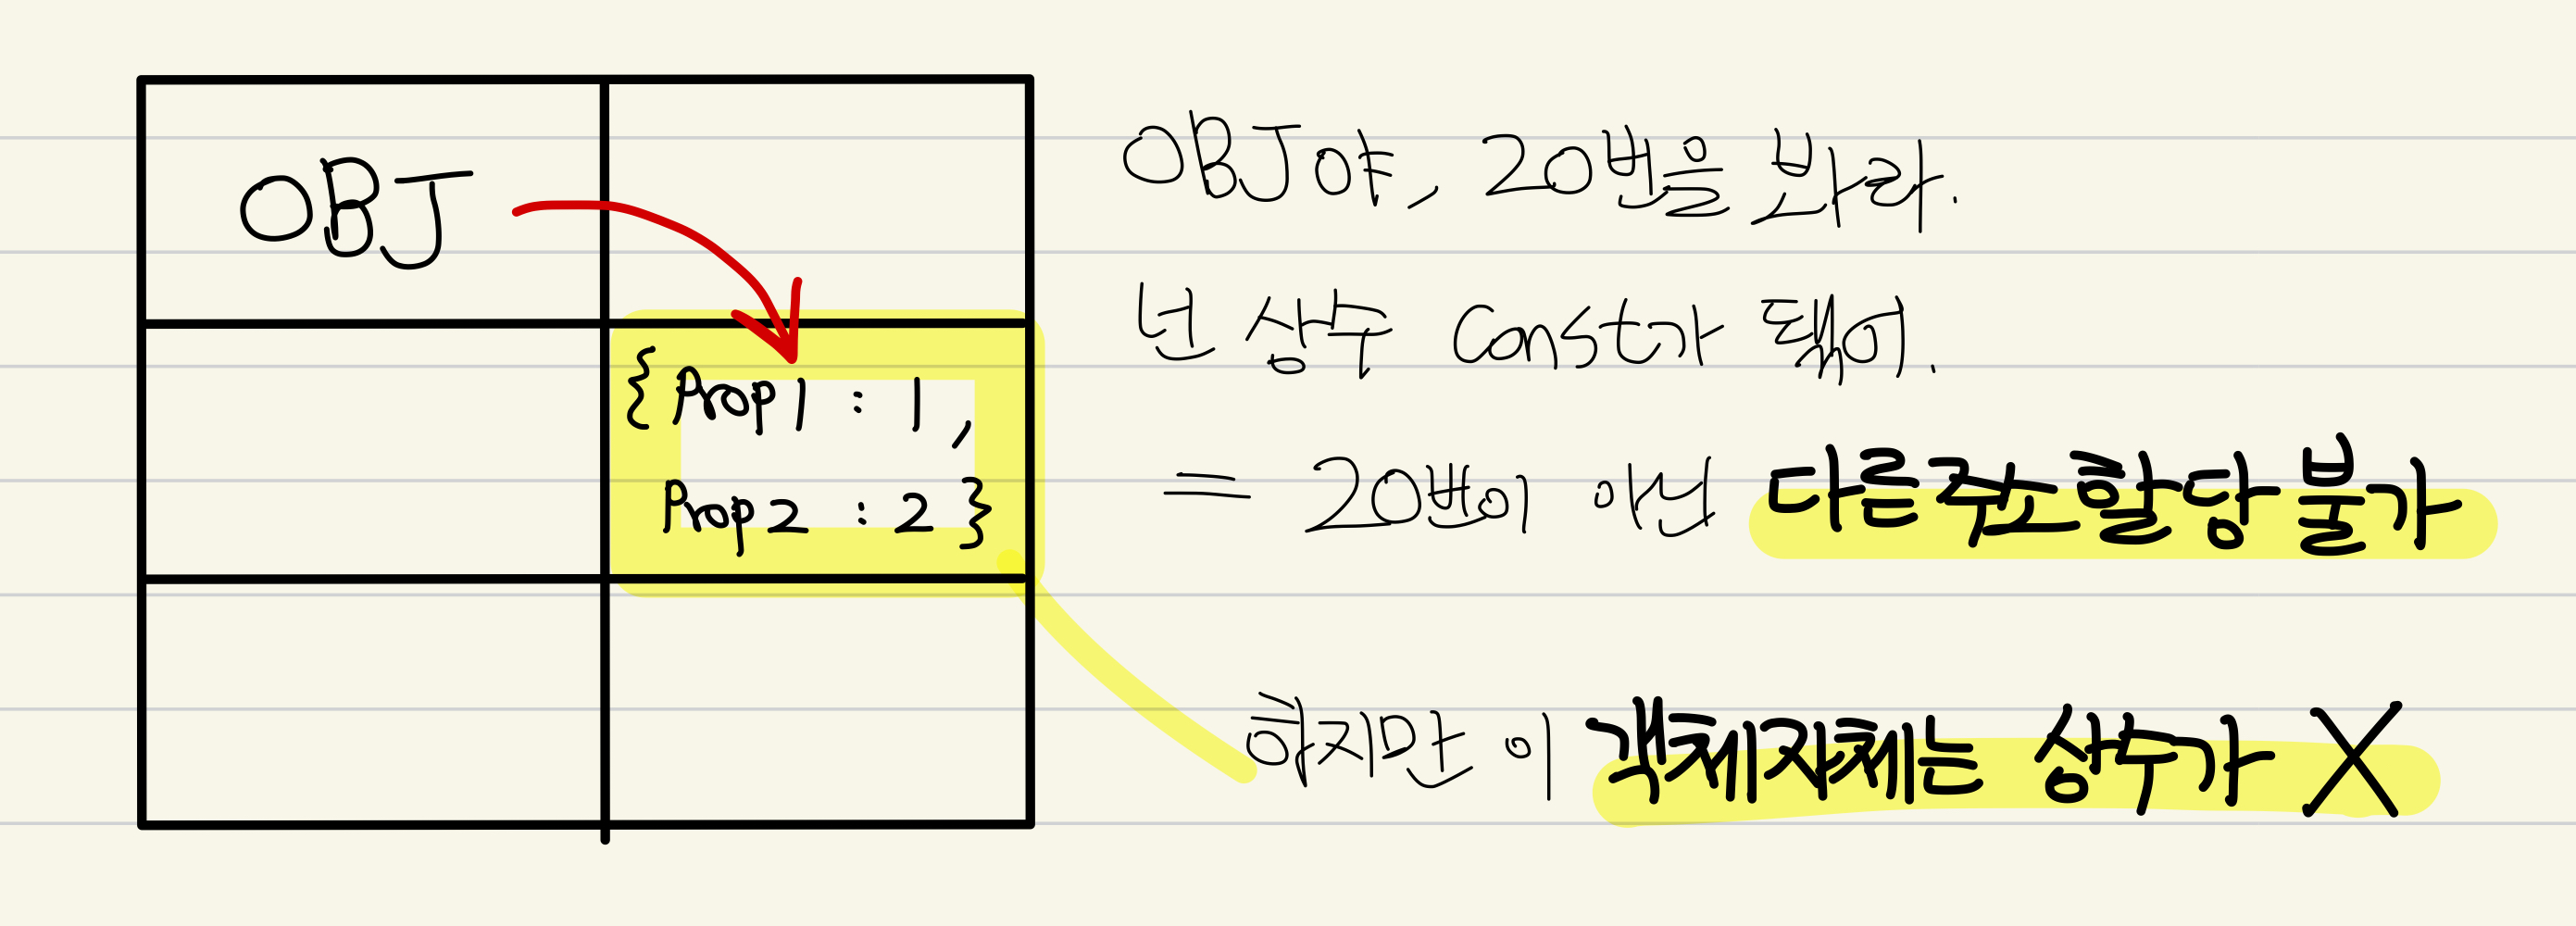 OBJ
{Prop1 : 1,
Prop2 : 2}
OBJ야, 20번을 봐라.
넌 상수 Const가 됐어.
= 20번이 아닌 다른주소할당 불가
하지만 이 객체자체는 상수가 X